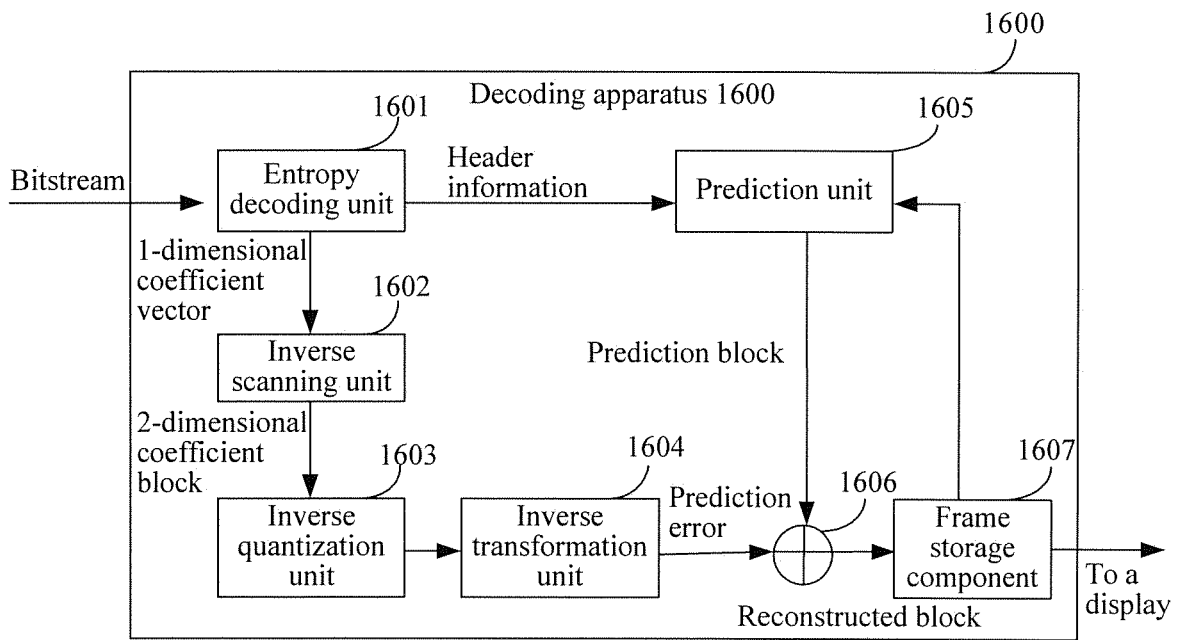 1600
Decoding apparatus 1600
1601
1605
Bitstream
Entropy
decoding unit
Header
information
Prediction unit
1-dimensional
coefficient
vector
1602
Inverse
scanning unit
Prediction block
2-dimensional
coefficient
block
1603
Inverse
quantization
unit
1604
Inverse
transformation
unit
Prediction
error
1606
1607
Frame
storage
component
Reconstructed block
To a
display